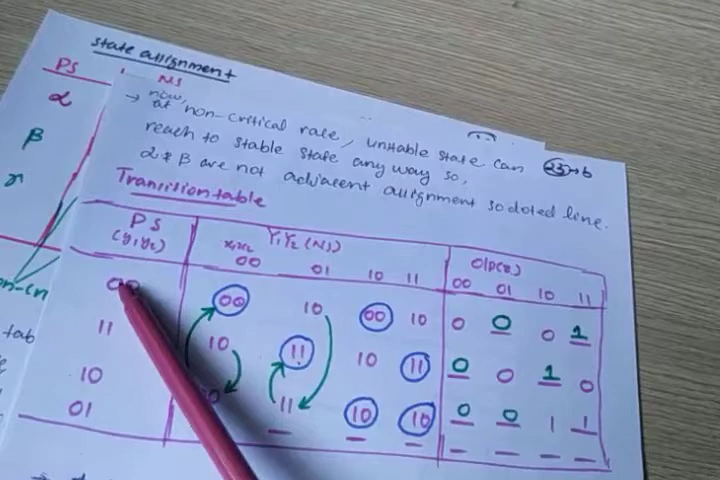 state assignment
PS NS
α
β
→ now,
at non-critical race, unstable state can
reach to stable state any way so,
α & β are not adjacent assignment so doted line.
25→b
Transition table
PS Y₁Y₂ (NS) O/P(z)
(y₁y₂) x₁x₂
00 01 10 11 00 01 10 11
00 00 10 00 10 0 0 0 1
11 10 11 10 11 0 0 1 0
10 11 10 10 0 0 1 1
01 — — — — — — —
tab